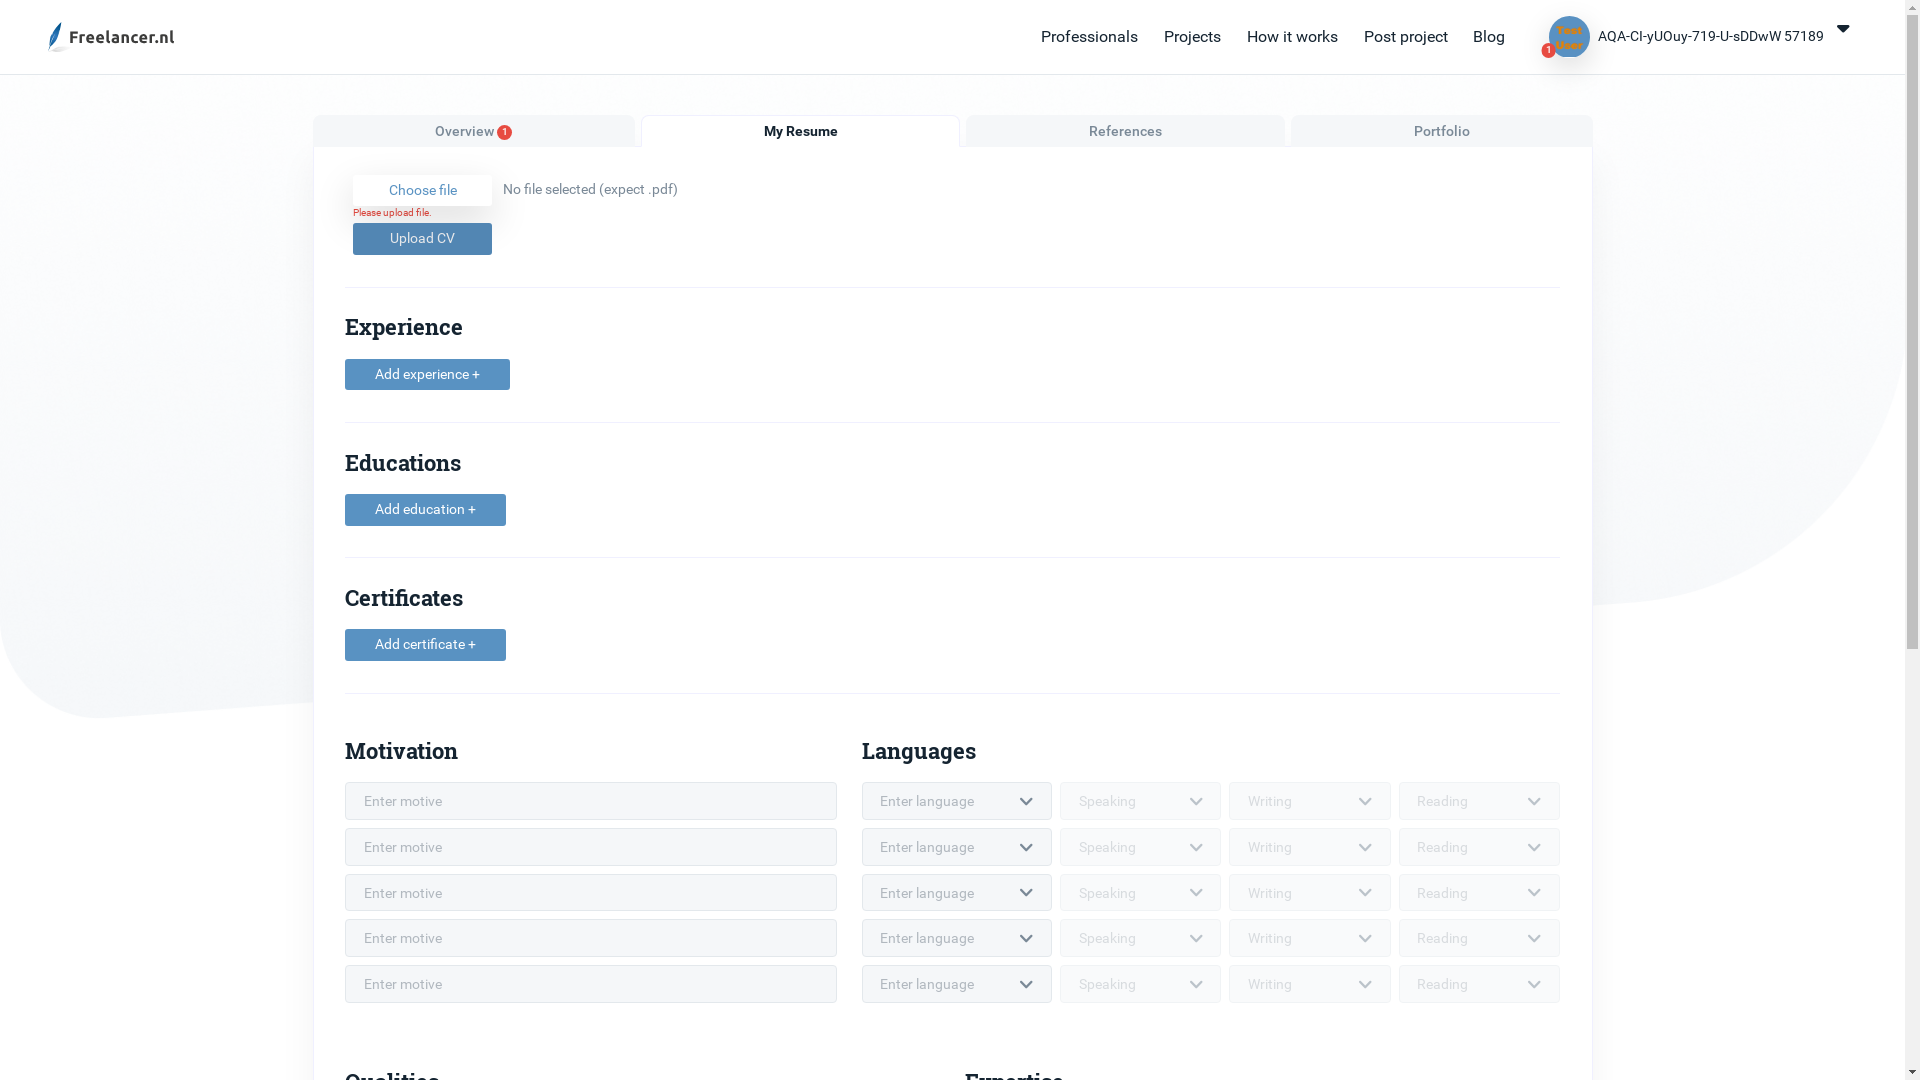 Freelancer.nl
Professionals Projects How it works Post project Blog
Test User
1
AQA-CI-yUOuy-719-U-sDDwW 57189
Overview 1 My Resume References Portfolio
Choose file No file selected (expect .pdf)
Please upload file.
Upload CV
Experience
Add experience +
Educations
Add education +
Certificates
Add certificate +
Motivation
Enter motive
Enter motive
Enter motive
Enter motive
Enter motive
Languages
Enter language Speaking Writing Reading
Enter language Speaking Writing Reading
Enter language Speaking Writing Reading
Enter language Speaking Writing Reading
Enter language Speaking Writing Reading
Qualities Expertise